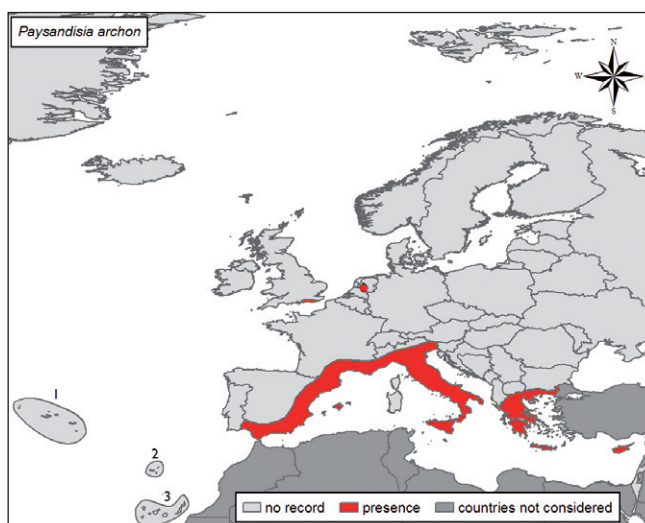 Paysandisia archon
N
W
S
1
2
3
no record presence countries not considered